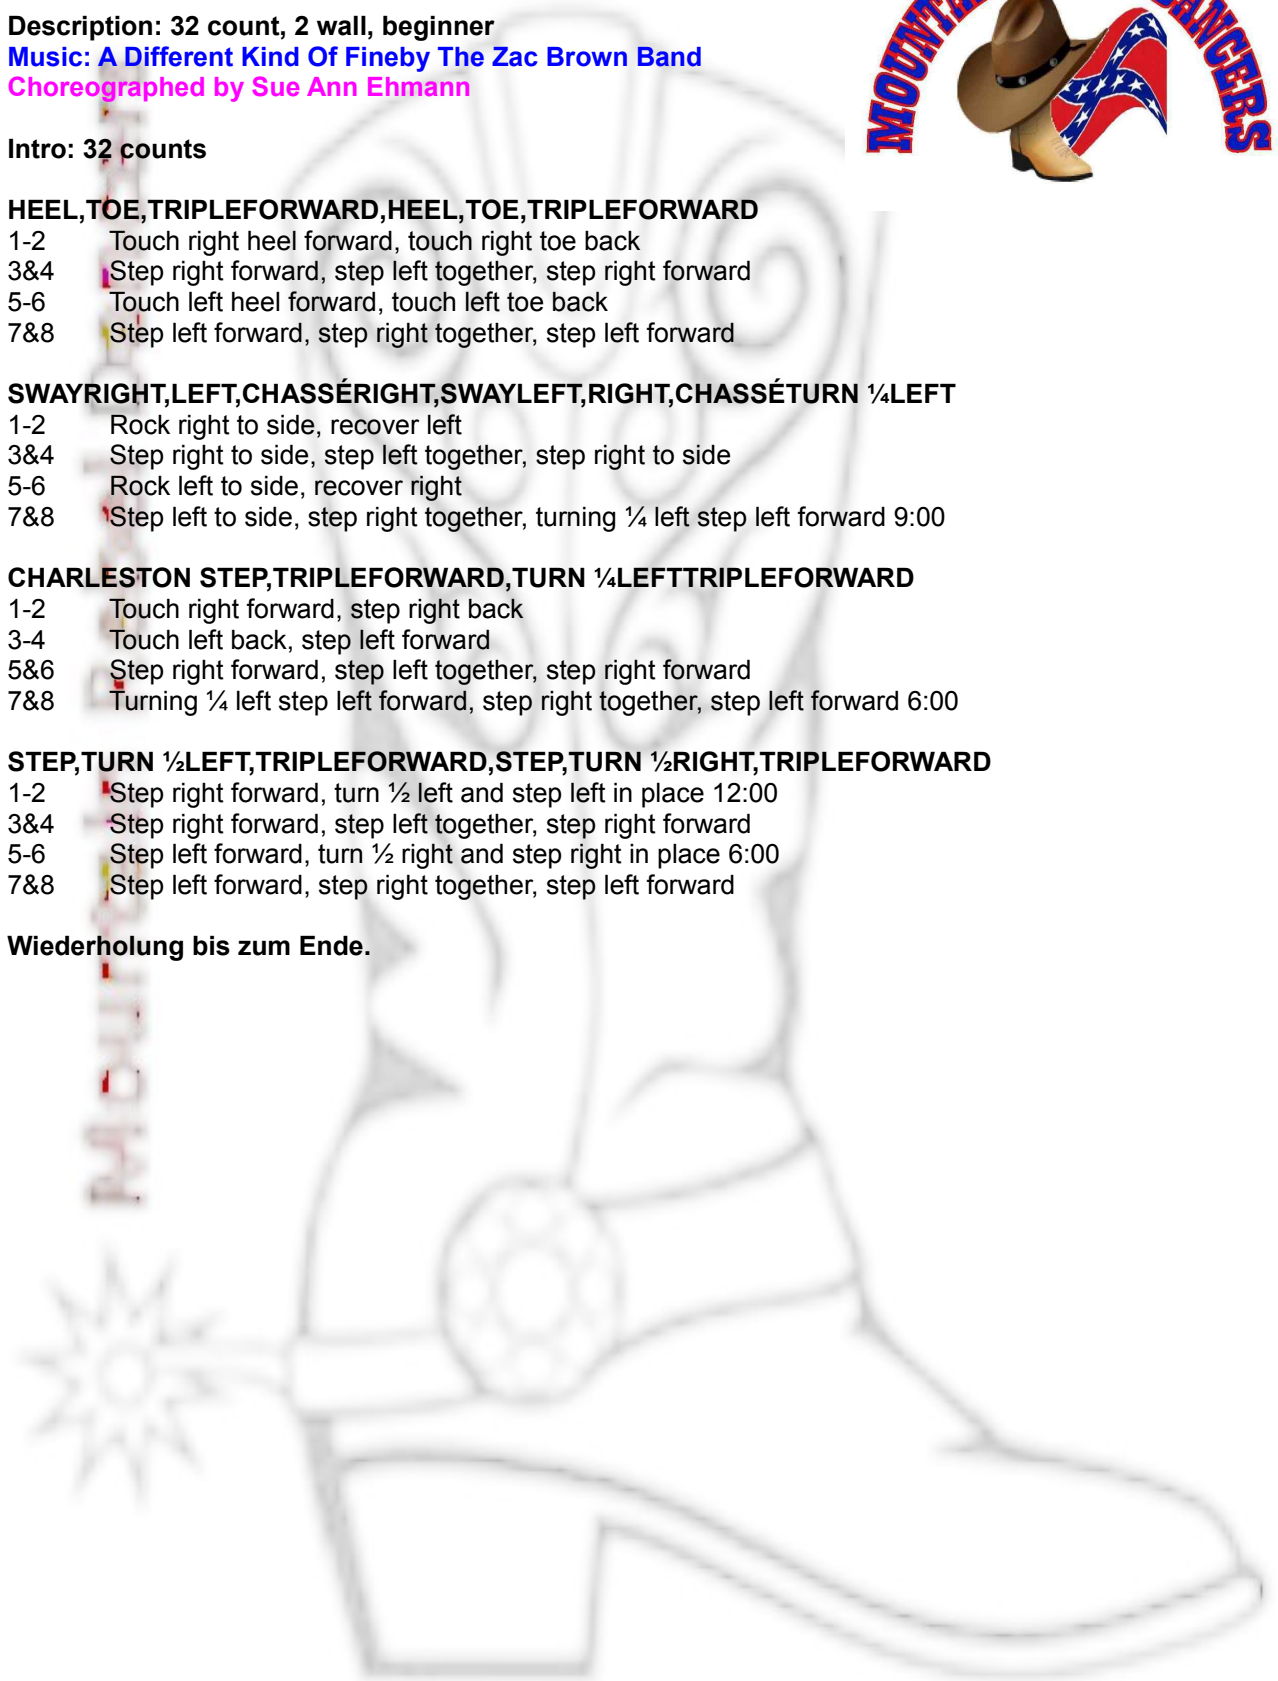 Description: 32 count, 2 wall, beginner
Music: A Different Kind Of Fineby The Zac Brown Band
Choreographed by Sue Ann Ehmann
Intro: 32 counts
HEEL,TOE,TRIPLEFORWARD,HEEL,TOE,TRIPLEFORWARD
1-2 Touch right heel forward, touch right toe back
3&4 Step right forward, step left together, step right forward
5-6 Touch left heel forward, touch left toe back
7&8 Step left forward, step right together, step left forward
SWAYRIGHT,LEFT,CHASSÉRIGHT,SWAYLEFT,RIGHT,CHASSÉTURN ¼LEFT
1-2 Rock right to side, recover left
3&4 Step right to side, step left together, step right to side
5-6 Rock left to side, recover right
7&8 Step left to side, step right together, turning ¼ left step left forward 9:00
CHARLESTON STEP,TRIPLEFORWARD,TURN ¼LEFTTRIPLEFORWARD
1-2 Touch right forward, step right back
3-4 Touch left back, step left forward
5&6 Step right forward, step left together, step right forward
7&8 Turning ¼ left step left forward, step right together, step left forward 6:00
STEP,TURN ½LEFT,TRIPLEFORWARD,STEP,TURN ½RIGHT,TRIPLEFORWARD
1-2 Step right forward, turn ½ left and step left in place 12:00
3&4 Step right forward, step left together, step right forward
5-6 Step left forward, turn ½ right and step right in place 6:00
7&8 Step left forward, step right together, step left forward
Wiederholung bis zum Ende.